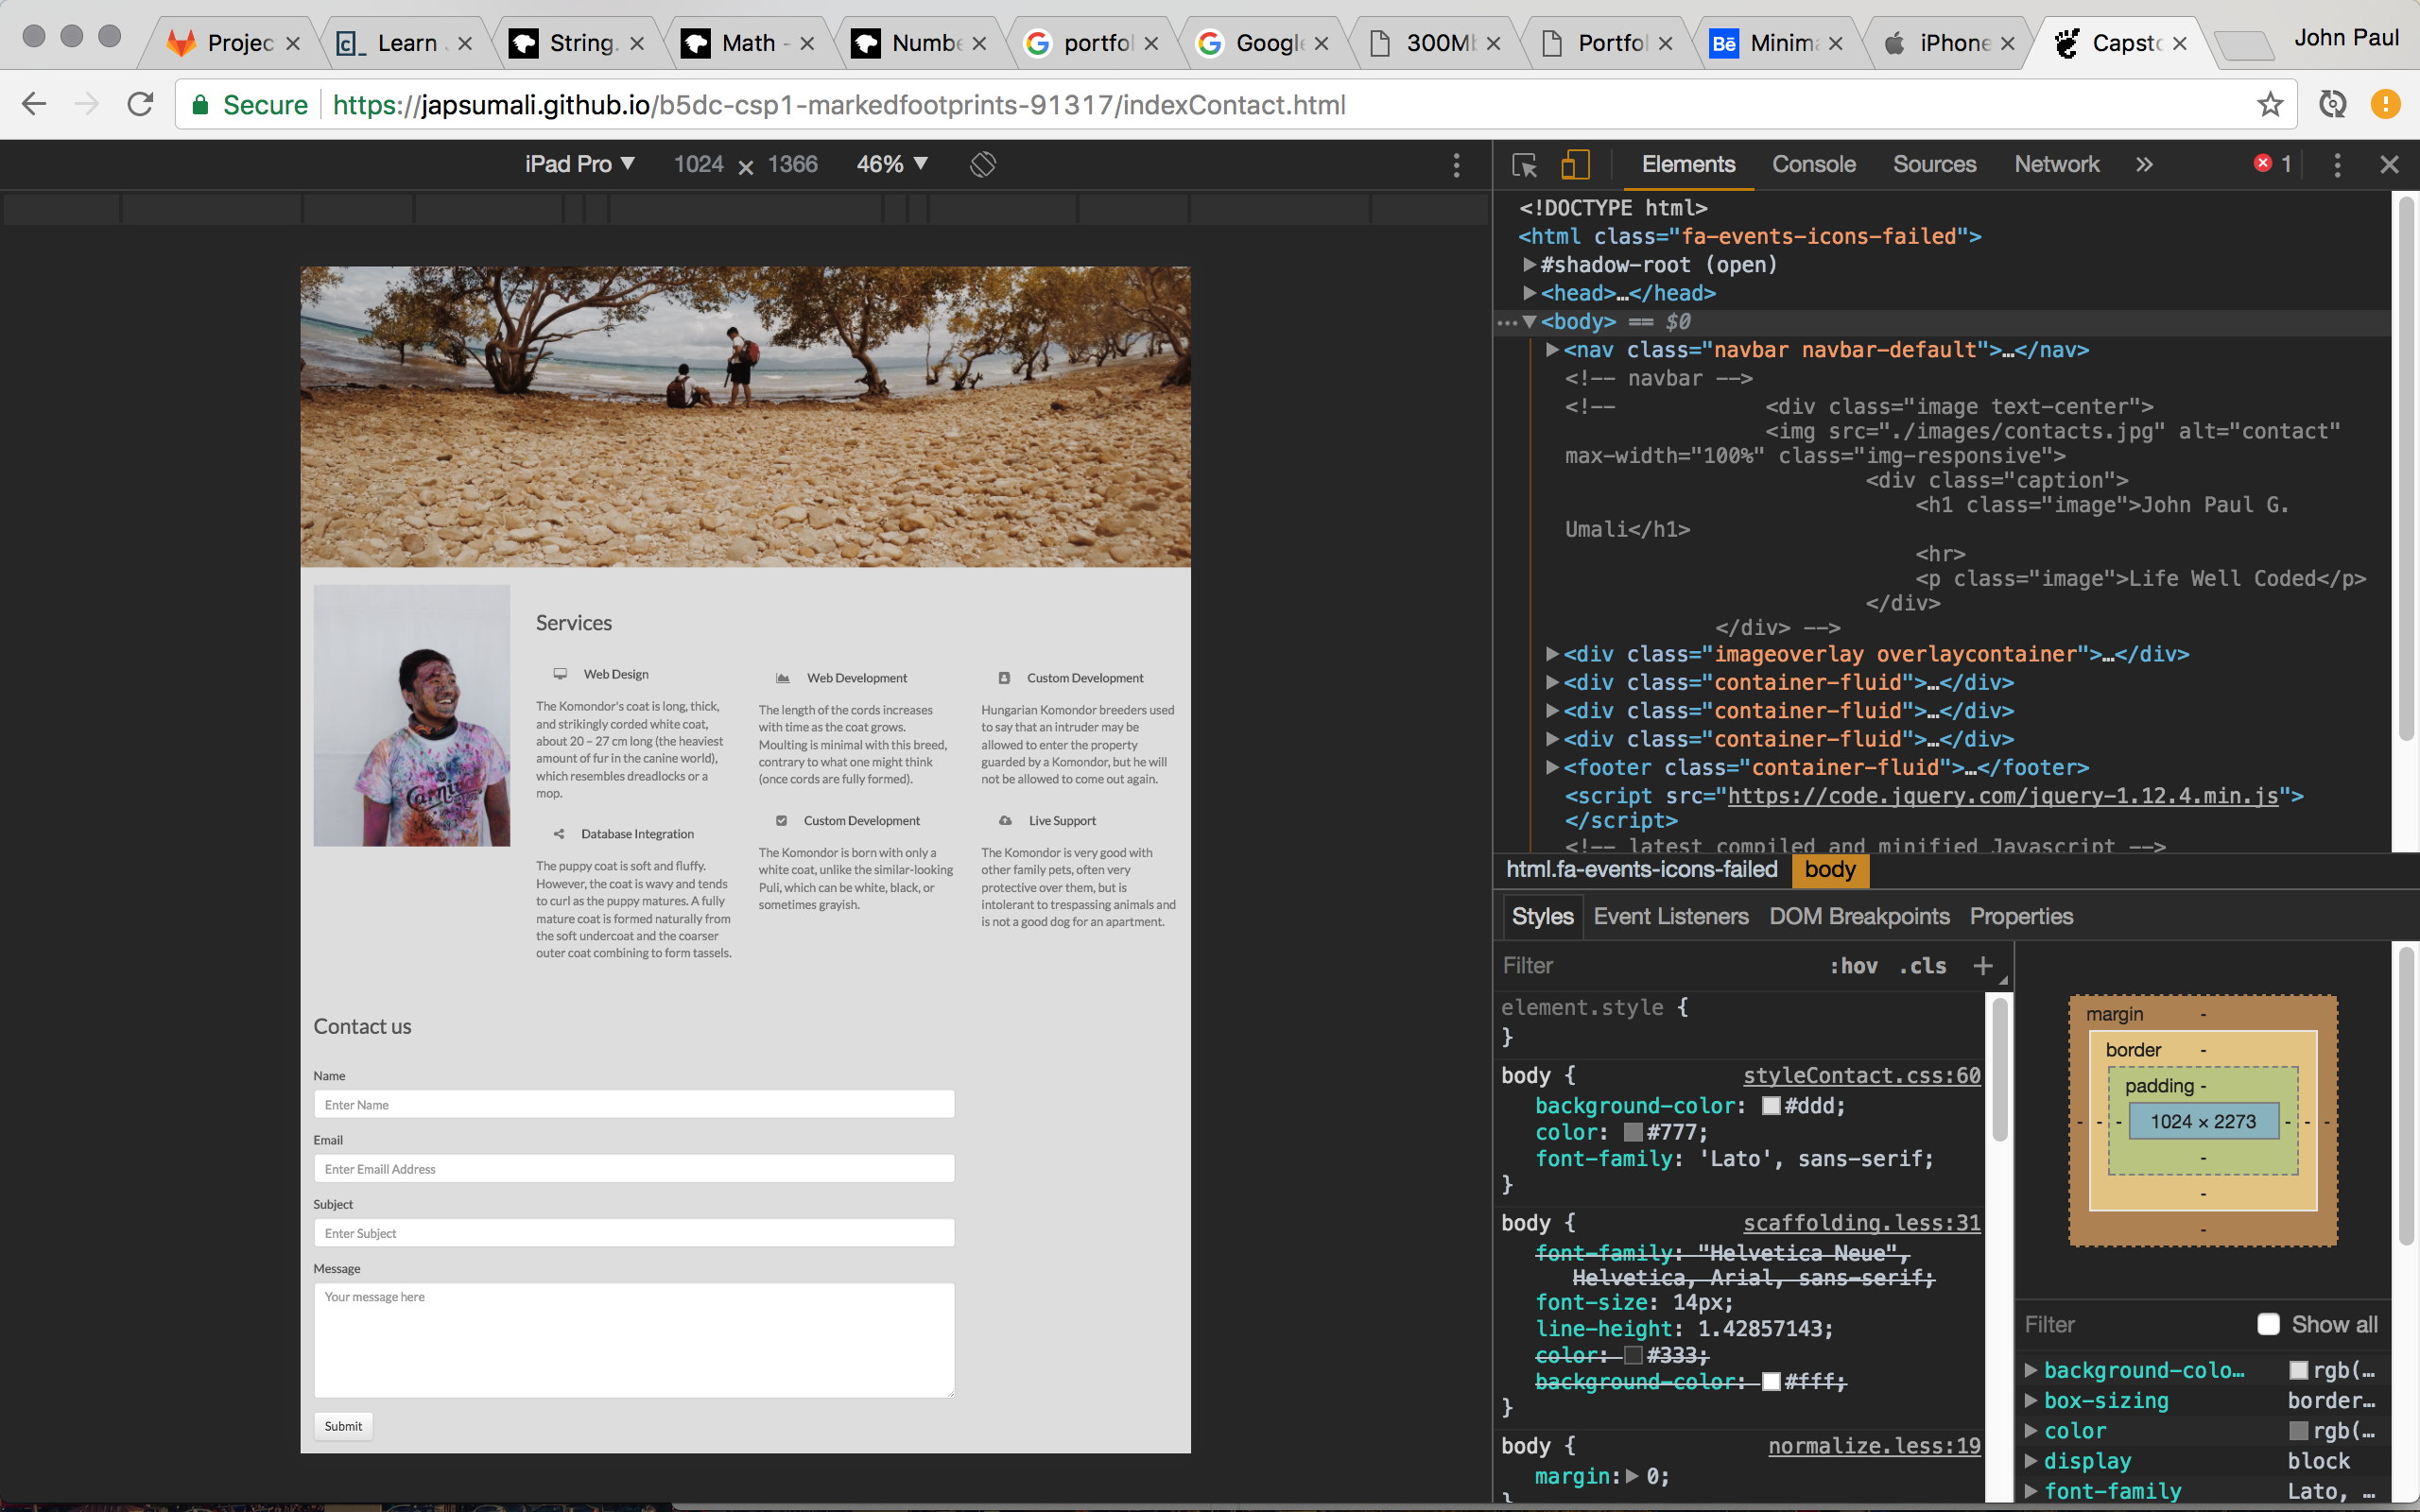 Projec
Learn
String.
Math -
Numbe
portfol
Google
300Mb
Portfol
Bē Minima
iPhone
Capsto
John Paul
Secure https://japsumali.github.io/b5dc-csp1-markedfootprints-91317/indexContact.html
iPad Pro ▼ 1024 × 1366 46% ▼
Elements Console Sources Network » 1
<!DOCTYPE html>
<html class="fa-events-icons-failed">
▶#shadow-root (open)
▶<head>…</head>
…▼<body> == $0
▶<nav class="navbar navbar-default">…</nav>
<!-- navbar -->
<!-- <div class="image text-center">
<img src="./images/contacts.jpg" alt="contact"
max-width="100%" class="img-responsive">
<div class="caption">
<h1 class="image">John Paul G.
Umali</h1>
<hr>
<p class="image">Life Well Coded</p>
</div>
</div> -->
▶<div class="imageoverlay overlaycontainer">…</div>
▶<div class="container-fluid">…</div>
▶<div class="container-fluid">…</div>
▶<div class="container-fluid">…</div>
▶<footer class="container-fluid">…</footer>
<script src="https://code.jquery.com/jquery-1.12.4.min.js">
</script>
<!-- latest compiled and minified Javascript -->
html.fa-events-icons-failed body
Styles Event Listeners DOM Breakpoints Properties
Filter :hov .cls +
element.style {
}
body { styleContact.css:60
background-color: #ddd;
color: #777;
font-family: 'Lato', sans-serif;
}
body { scaffolding.less:31
font-family: "Helvetica Neue",
Helvetica, Arial, sans-serif;
font-size: 14px;
line-height: 1.42857143;
color: #333;
background-color: #fff;
}
body { normalize.less:19
margin:▶ 0;
margin -
border -
padding -
1024 × 2273
Filter Show all
▶ background-colo… rgb(…
▶ box-sizing border…
▶ color rgb(…
▶ display block
▶ font-family Lato, …
Services
Web Design
The Komondor's coat is long, thick,
and strikingly corded white coat,
about 20 – 27 cm long (the heaviest
amount of fur in the canine world),
which resembles dreadlocks or a
mop.
Web Development
The length of the cords increases
with time as the coat grows.
Moulting is minimal with this breed,
contrary to what one might think
(once cords are fully formed).
Custom Development
Hungarian Komondor breeders used
to say that an intruder may be
allowed to enter the property
guarded by a Komondor, but he will
not be allowed to come out again.
Database Integration
The puppy coat is soft and fluffy.
However, the coat is wavy and tends
to curl as the puppy matures. A fully
mature coat is formed naturally from
the soft undercoat and the coarser
outer coat combining to form tassels.
Custom Development
The Komondor is born with only a
white coat, unlike the similar-looking
Puli, which can be white, black, or
sometimes grayish.
Live Support
The Komondor is very good with
other family pets, often very
protective over them, but is
intolerant to trespassing animals and
is not a good dog for an apartment.
Contact us
Name
Enter Name
Email
Enter Emaill Address
Subject
Enter Subject
Message
Your message here
Submit